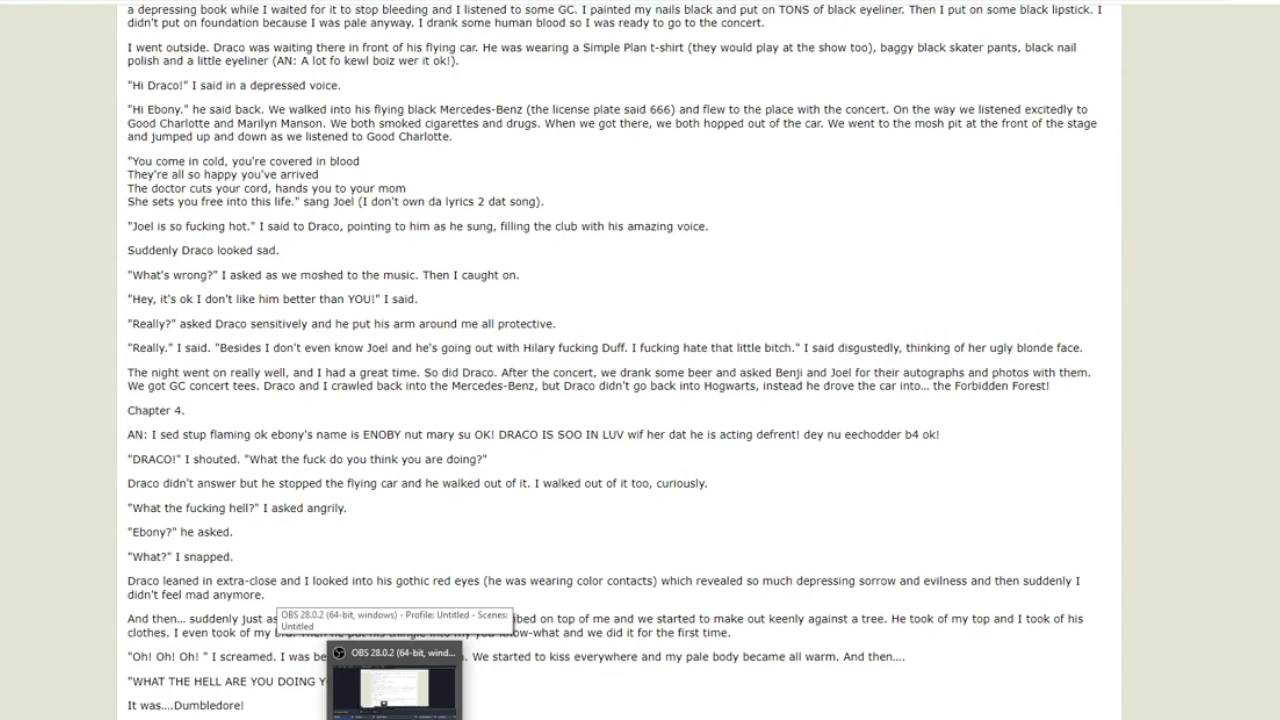 a depressing book while I waited for it to stop bleeding and I listened to some GC. I painted my nails black and put on TONS of black eyeliner. Then I put on some black lipstick. I
didn't put on foundation because I was pale anyway. I drank some human blood so I was ready to go to the concert.
I went outside. Draco was waiting there in front of his flying car. He was wearing a Simple Plan t-shirt (they would play at the show too), baggy black skater pants, black nail
polish and a little eyeliner (AN: A lot fo kewl boiz wer it ok!).
"Hi Draco!" I said in a depressed voice.
"Hi Ebony." he said back. We walked into his flying black Mercedes-Benz (the license plate said 666) and flew to the place with the concert. On the way we listened excitedly to
Good Charlotte and Marilyn Manson. We both smoked cigarettes and drugs. When we got there, we both hopped out of the car. We went to the mosh pit at the front of the stage
and jumped up and down as we listened to Good Charlotte.
"You come in cold, you're covered in blood
They're all so happy you've arrived
The doctor cuts your cord, hands you to your mom
She sets you free into this life." sang Joel (I don't own da lyrics 2 dat song).
"Joel is so fucking hot." I said to Draco, pointing to him as he sung, filling the club with his amazing voice.
Suddenly Draco looked sad.
"What's wrong?" I asked as we moshed to the music. Then I caught on.
"Hey, it's ok I don't like him better than YOU!" I said.
"Really?" asked Draco sensitively and he put his arm around me all protective.
"Really." I said. "Besides I don't even know Joel and he's going out with Hilary fucking Duff. I fucking hate that little bitch." I said disgustedly, thinking of her ugly blonde face.
The night went on really well, and I had a great time. So did Draco. After the concert, we drank some beer and asked Benji and Joel for their autographs and photos with them.
We got GC concert tees. Draco and I crawled back into the Mercedes-Benz, but Draco didn't go back into Hogwarts, instead he drove the car into… the Forbidden Forest!
Chapter 4.
AN: I sed stup flaming ok ebony's name is ENOBY nut mary su OK! DRACO IS SOO IN LUV wif her dat he is acting defrent! dey nu eechodder b4 ok!
"DRACO!" I shouted. "What the fuck do you think you are doing?"
Draco didn't answer but he stopped the flying car and he walked out of it. I walked out of it too, curiously.
"What the fucking hell?" I asked angrily.
"Ebony?" he asked.
"What?" I snapped.
Draco leaned in extra-close and I looked into his gothic red eyes (he was wearing color contacts) which revealed so much depressing sorrow and evilness and then suddenly I
didn't feel mad anymore.
And then… suddenly just as
OBS 28.0.2 (64-bit, windows) - Profile: Untitled - Scenes:
Untitled
on top of me and we started to make out keenly against a tree. He took of my top and I took of his
clothes. I even took of my
and we did it for the first time.
OBS 28.0.2 (64-bit, wind...
"Oh! Oh! Oh! " I screamed. I was
We started to kiss everywhere and my pale body became all warm. And then….
"WHAT THE HELL ARE YOU DOING
It was….Dumbledore!